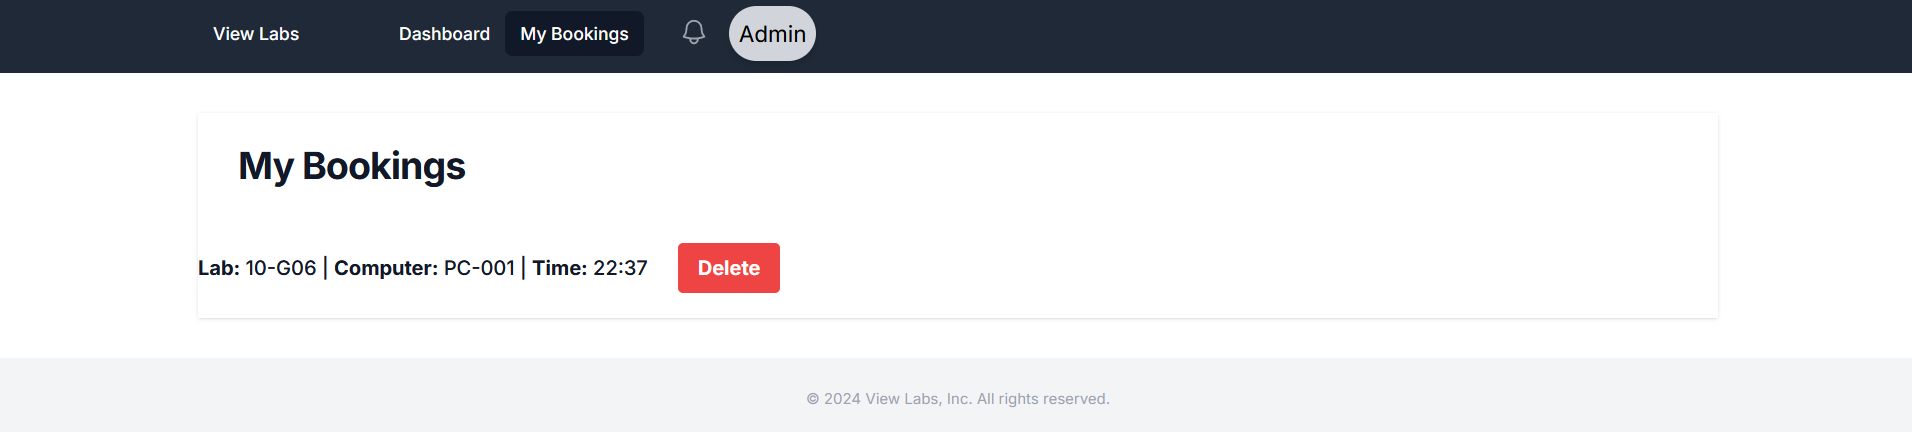 View Labs Dashboard My Bookings Admin
My Bookings
Lab: 10-G06 | Computer: PC-001 | Time: 22:37 Delete
© 2024 View Labs, Inc. All rights reserved.